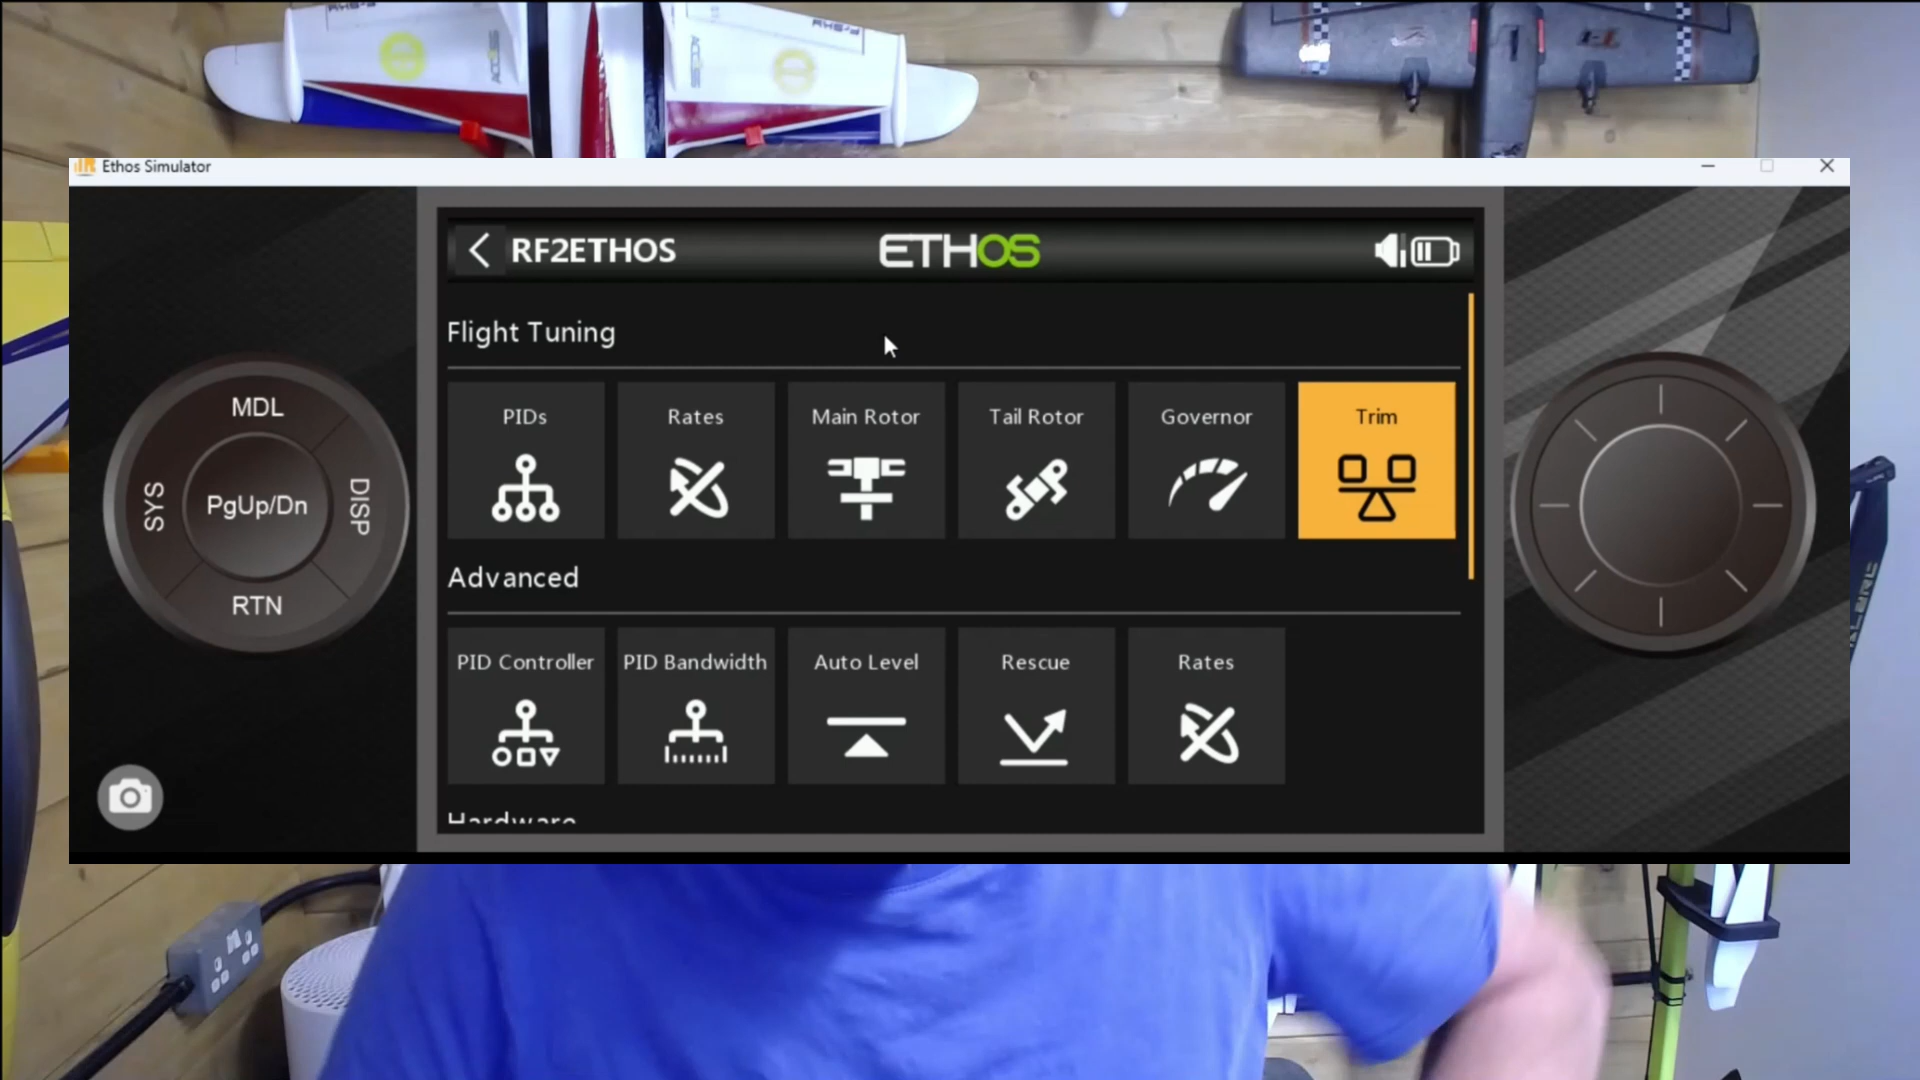 Ethos Simulator
RF2ETHOS
ETHOS
Flight Tuning
PIDs
Rates
Main Rotor
Tail Rotor
Governor
Trim
Advanced
PID Controller
PID Bandwidth
Auto Level
Rescue
Rates
Hardware
MDL
SYS
PgUp/Dn
DISP
RTN